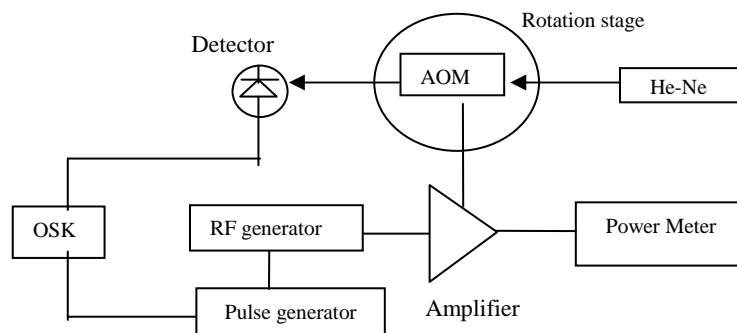 Rotation stage
Detector
AOM
He-Ne
OSK
RF generator
Power Meter
Pulse generator
Amplifier